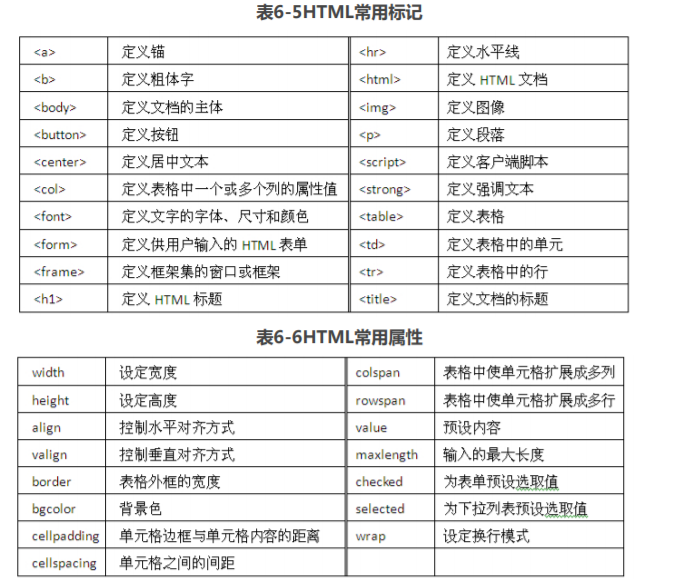 表6-5HTML常用标记
<a> 定义锚 <hr> 定义水平线
<b> 定义粗体字 <html> 定义 HTML 文档
<body> 定义文档的主体 <img> 定义图像
<button> 定义按钮 <p> 定义段落
<center> 定义居中文本 <script> 定义客户端脚本
<col> 定义表格中一个或多个列的属性值 <strong> 定义强调文本
<font> 定义文字的字体、尺寸和颜色 <table> 定义表格
<form> 定义供用户输入的 HTML 表单 <td> 定义表格中的单元
<frame> 定义框架集的窗口或框架 <tr> 定义表格中的行
<h1> 定义 HTML 标题 <title> 定义文档的标题
表6-6HTML常用属性
width 设定宽度 colspan 表格中使单元格扩展成多列
height 设定高度 rowspan 表格中使单元格扩展成多行
align 控制水平对齐方式 value 预设内容
valign 控制垂直对齐方式 maxlength 输入的最大长度
border 表格外框的宽度 checked 为表单预设选取值
bgcolor 背景色 selected 为下拉列表预设选取值
cellpadding 单元格边框与单元格内容的距离 wrap 设定换行模式
cellspacing 单元格之间的间距